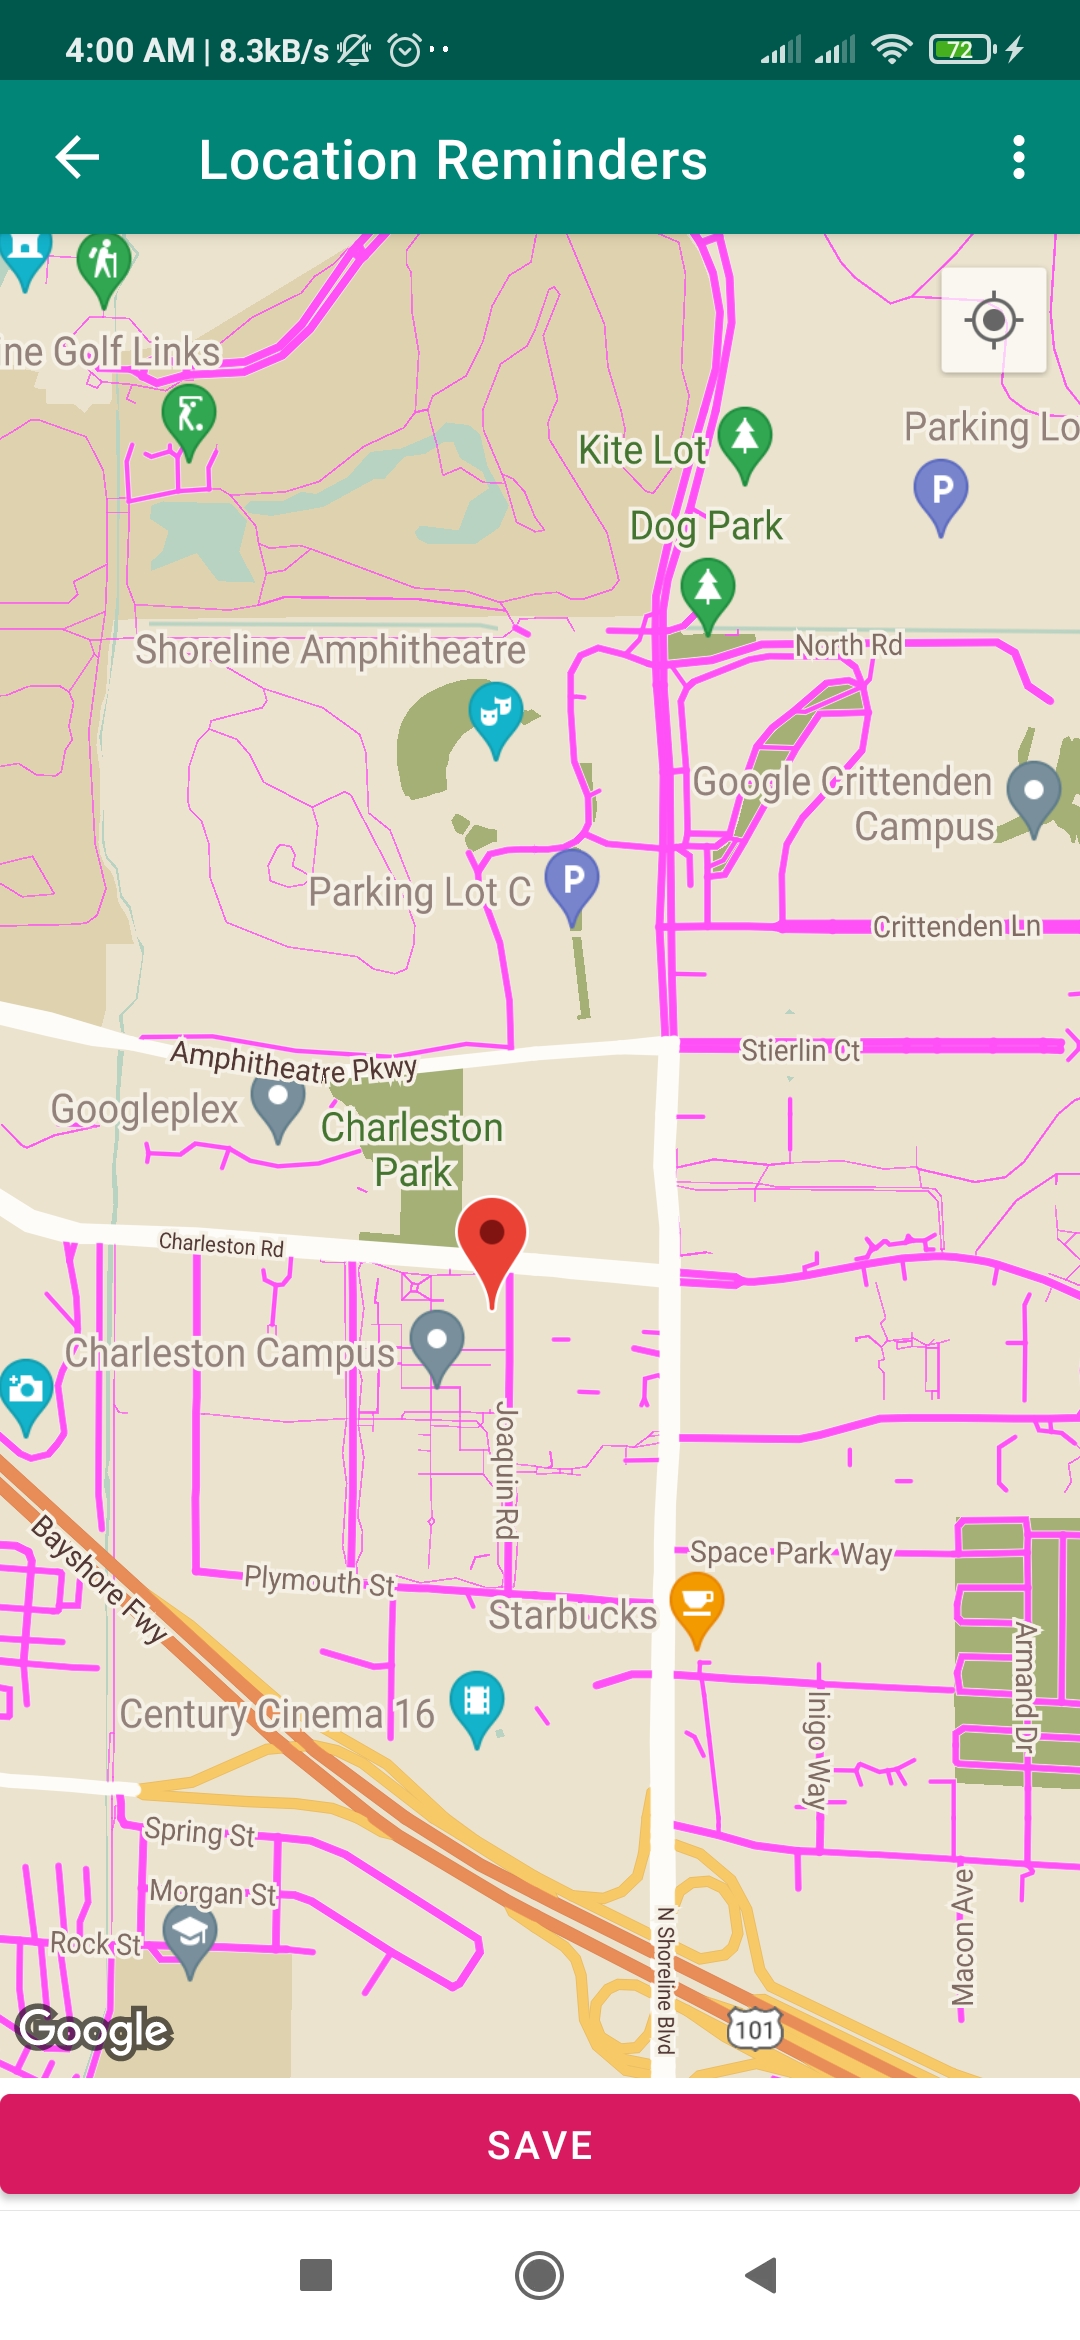 4:00 AM | 8.3kB/s
72
Location Reminders
ine Golf Links
Parking Lo
P
Kite Lot
Dog Park
Shoreline Amphitheatre
North Rd
Google Crittenden
Campus
Parking Lot C
P
Crittenden Ln
Amphitheatre Pkwy
Stierlin Ct
Googleplex
Charleston
Park
Charleston Rd
Charleston Campus
Joaquin Rd
Bayshore Fwy
Plymouth St
Space Park Way
Starbucks
Armand Dr
Century Cinema 16
Inigo Way
Spring St
Morgan St
Rock St
Macon Ave
N Shoreline Blvd
Google
101
SAVE